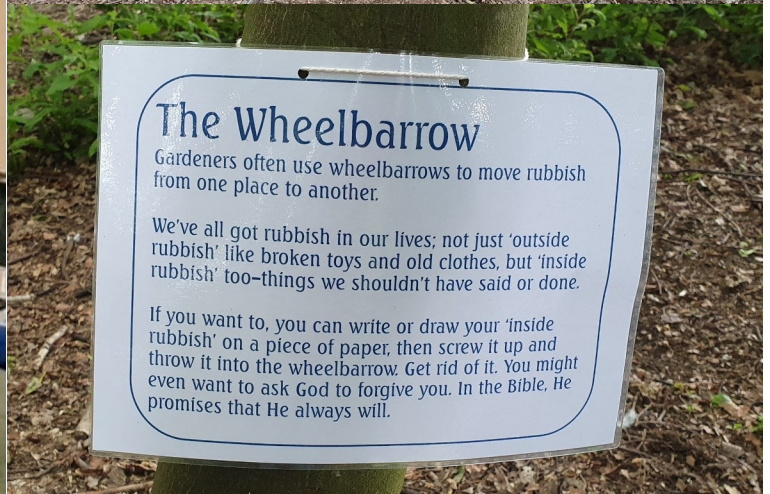 The Wheelbarrow
Gardeners often use wheelbarrows to move rubbish
from one place to another.
We've all got rubbish in our lives; not just 'outside
rubbish' like broken toys and old clothes, but 'inside
rubbish' too–things we shouldn't have said or done.
If you want to, you can write or draw your 'inside
rubbish' on a piece of paper, then screw it up and
throw it into the wheelbarrow. Get rid of it. You might
even want to ask God to forgive you. In the Bible, He
promises that He always will.